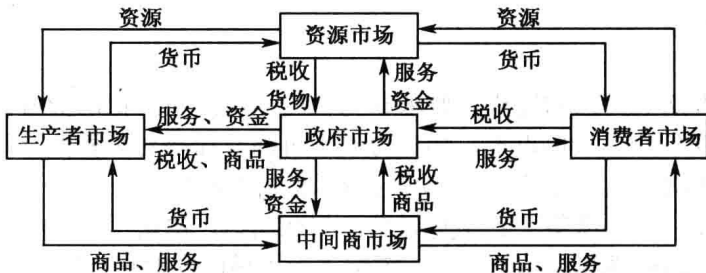 资源
资源市场
资源
货币
货币
税收
货物
服务
资金
生产者市场
服务、资金
税收、商品
政府市场
税收
服务
消费者市场
服务
资金
税收
商品
货币
货币
中间商市场
商品、服务
商品、服务